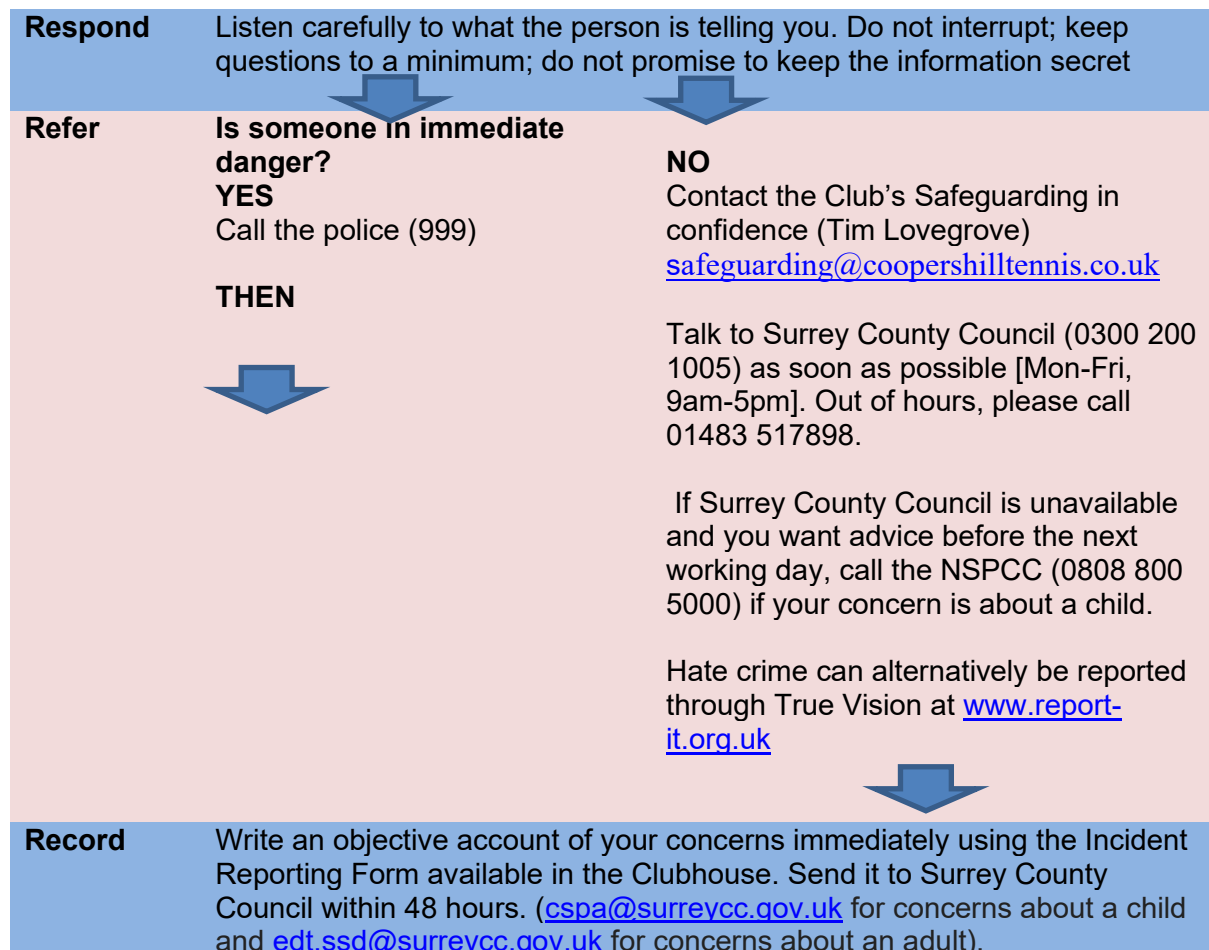 Respond Listen carefully to what the person is telling you. Do not interrupt; keep
questions to a minimum; do not promise to keep the information secret
Refer Is someone in immediate
danger?
YES
Call the police (999)
THEN
NO
Contact the Club's Safeguarding in
confidence (Tim Lovegrove)
safeguarding@coopershilltennis.co.uk
Talk to Surrey County Council (0300 200
1005) as soon as possible [Mon-Fri,
9am-5pm]. Out of hours, please call
01483 517898.
If Surrey County Council is unavailable
and you want advice before the next
working day, call the NSPCC (0808 800
5000) if your concern is about a child.
Hate crime can alternatively be reported
through True Vision at www.report-
it.org.uk
Record Write an objective account of your concerns immediately using the Incident
Reporting Form available in the Clubhouse. Send it to Surrey County
Council within 48 hours. (cspa@surreycc.gov.uk for concerns about a child
and edt.ssd@surreycc.gov.uk for concerns about an adult).